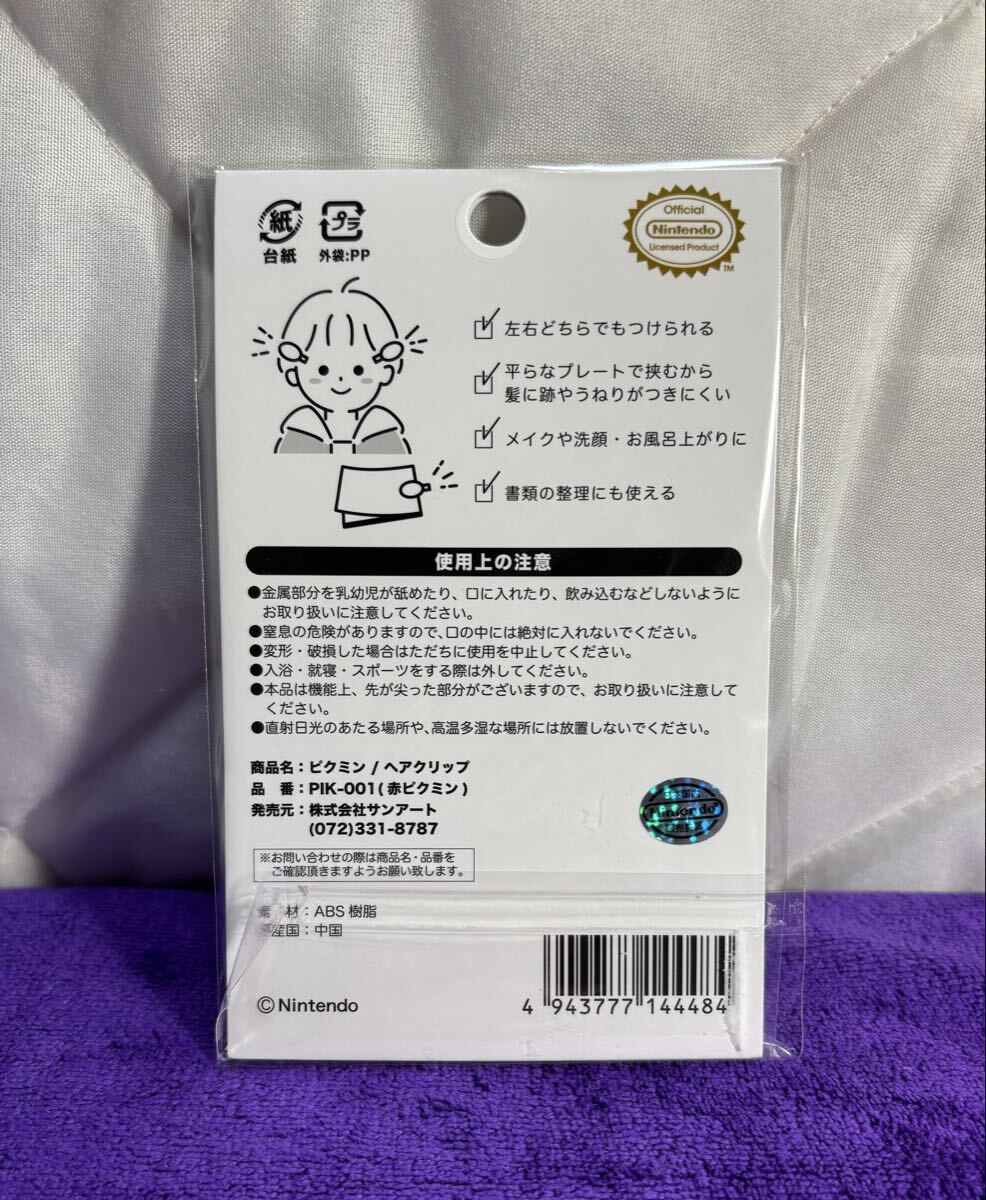 紙
台紙
プラ
外袋:PP
Official
Nintendo
Licensed Product
TM
左右どちらでもつけられる
平らなプレートで挟むから
髪に跡やうねりがつきにくい
メイクや洗顔・お風呂上がりに
書類の整理にも使える
使用上の注意
●金属部分を乳幼児が舐めたり、口に入れたり、飲み込むなどしないように
お取り扱いに注意してください。
●窒息の危険がありますので、口の中には絶対に入れないでください。
●変形・破損した場合はただちに使用を中止してください。
●入浴・就寝・スポーツをする際は外してください。
●本品は機能上、先が尖った部分がございますので、お取り扱いに注意して
ください。
●直射日光のあたる場所や、高温多湿な場所には放置しないでください。
商品名：ピクミン / ヘアクリップ
品 番：PIK-001(赤ピクミン)
発売元：株式会社サンアート
(072)331-8787
Nintendo
※お問い合わせの際は商品名・品番を
ご確認頂きますようお願い致します。
素 材：ABS 樹脂
産国：中国
©Nintendo
4 943777 144484